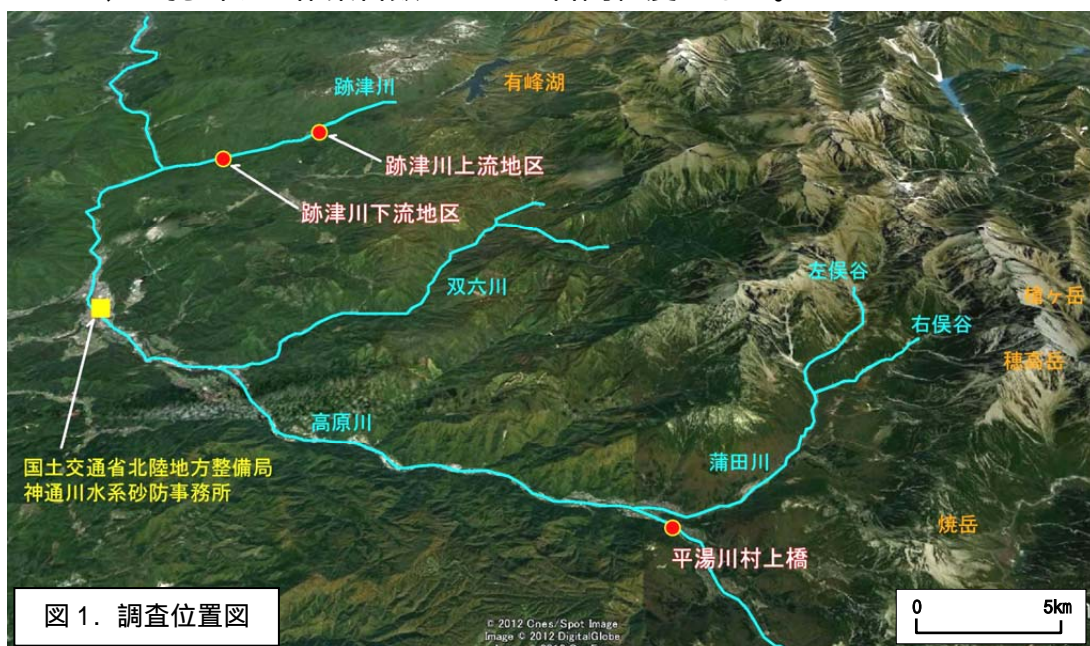 跡津川
有峰湖
跡津川上流地区
跡津川下流地区
双六川
左俣谷
槍ヶ岳
右俣谷
穂高岳
高原川
国土交通省北陸地方整備局
神通川水系砂防事務所
蒲田川
焼岳
平湯川村上橋
図1. 調査位置図
0 5km
© 2012 Cnes/Spot Image
Image © 2012 DigitalGlobe